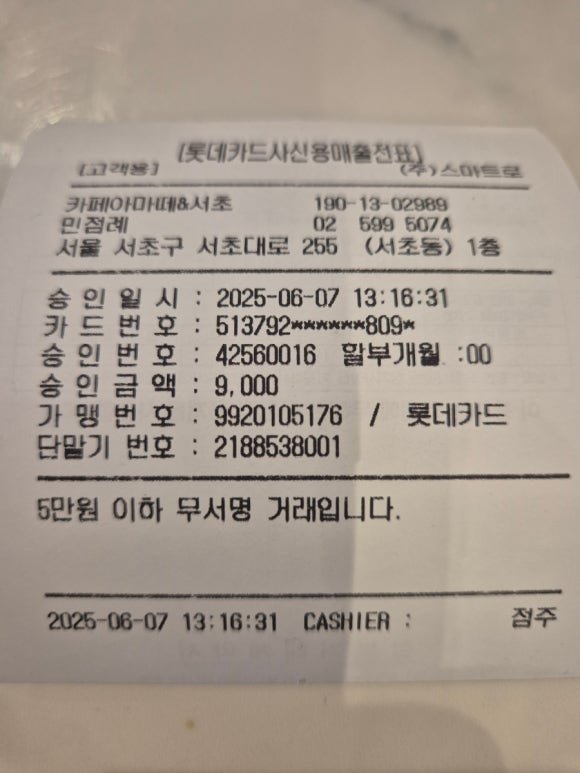 [롯데카드사신용매출전표]
[고객용] (주)스마트로
카페아마떼&서초 190-13-02989
민점례 02 599 5074
서울 서초구 서초대로 255 (서초동) 1층
승 인 일 시 : 2025-06-07 13:16:31
카 드 번 호 : 513792******809*
승 인 번 호 : 42560016 할부개월 :00
승 인 금 액 : 9,000
가 맹 번 호 : 9920105176 / 롯데카드
단말기 번호 : 2188538001
5만원 이하 무서명 거래입니다.
2025-06-07 13:16:31 CASHIER : 점주